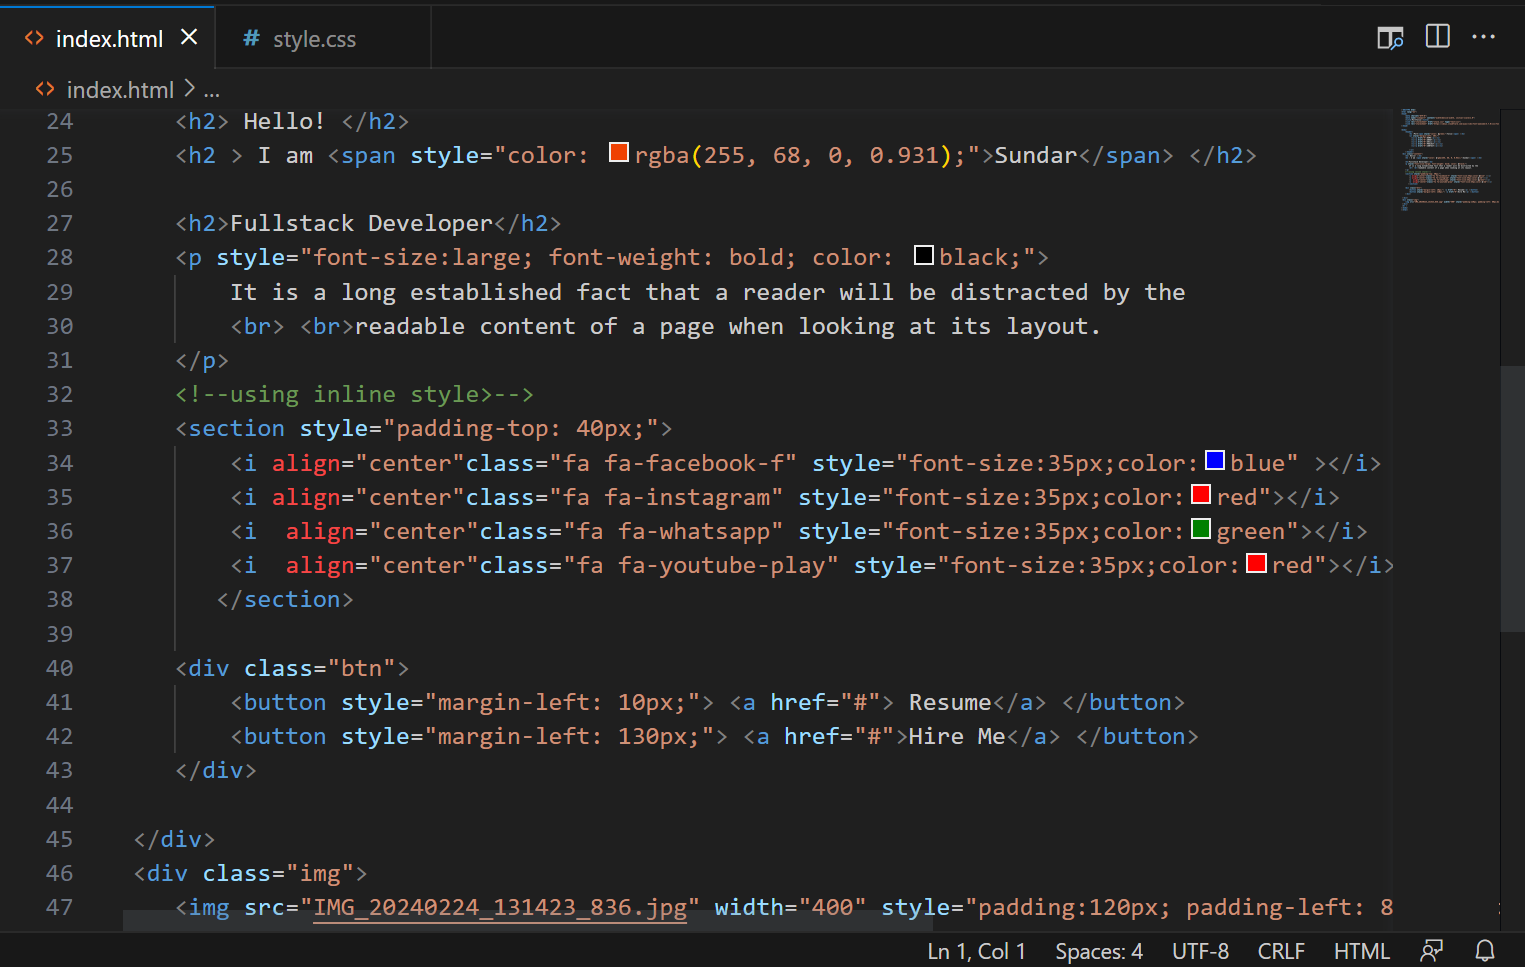 index.html
# style.css
index.html > ...
24 <h2> Hello! </h2>
25 <h2 > I am <span style="color: rgba(255, 68, 0, 0.931);">Sundar</span> </h2>
26
27 <h2>Fullstack Developer</h2>
28 <p style="font-size:large; font-weight: bold; color: black;">
29 It is a long established fact that a reader will be distracted by the
30 <br> <br>readable content of a page when looking at its layout.
31 </p>
32 <!--using inline style>-->
33 <section style="padding-top: 40px;">
34 <i align="center"class="fa fa-facebook-f" style="font-size:35px;color:blue" ></i>
35 <i align="center"class="fa fa-instagram" style="font-size:35px;color:red"></i>
36 <i  align="center"class="fa fa-whatsapp" style="font-size:35px;color:green"></i>
37 <i  align="center"class="fa fa-youtube-play" style="font-size:35px;color:red"></i>
38 </section>
39
40 <div class="btn">
41 <button style="margin-left: 10px;"> <a href="#"> Resume</a> </button>
42 <button style="margin-left: 130px;"> <a href="#">Hire Me</a> </button>
43 </div>
44
45 </div>
46 <div class="img">
47 <img src="IMG_20240224_131423_836.jpg" width="400" style="padding:120px; padding-left: 8
Ln 1, Col 1 Spaces: 4 UTF-8 CRLF HTML